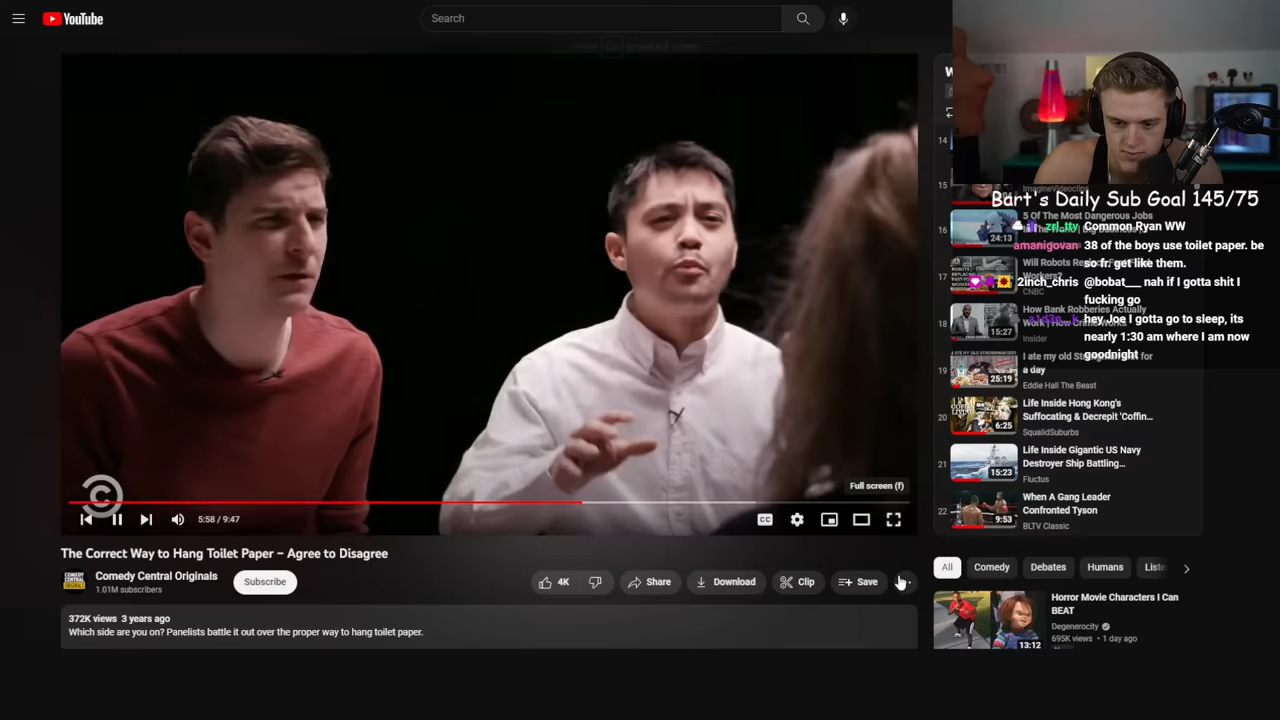 YouTube
Search
W
14
15
ImagineVideoclips
Bart's Daily Sub Goal 145/75
Common Ryan WW
amanigovan: 38 of the boys use toilet paper. be
so fr. get like them.
2inch_chris @bobat___ nah if I gotta shit I
fucking go
hey Joe I gotta go to sleep, its
nearly 1:30 am where I am now
goodnight
16
5 Of The Most Dangerous Jobs
24:13
17
Will Robots
CNBC
18
How Bank Robberies Actually
15:27
Insider
19
for
a day
25:19
Eddie Hall The Beast
20
Life Inside Hong Kong's
Suffocating & Decrepit 'Coffin...
6:25
SqualidSuburbs
21
Life Inside Gigantic US Navy
Destroyer Ship Battling...
15:23
Fluctus
22
When A Gang Leader
Confronted Tyson
9:53
BLTV Classic
Full screen (f)
5:58 / 9:47
CC
The Correct Way to Hang Toilet Paper – Agree to Disagree
COMEDY CENTRAL ORIGINALS
Comedy Central Originals
1.01M subscribers
Subscribe
4K
Share
Download
Clip
Save
372K views 3 years ago
Which side are you on? Panelists battle it out over the proper way to hang toilet paper.
All
Comedy
Debates
Humans
Liste
Horror Movie Characters I Can
BEAT
Degenerocity
695K views • 1 day ago
13:12